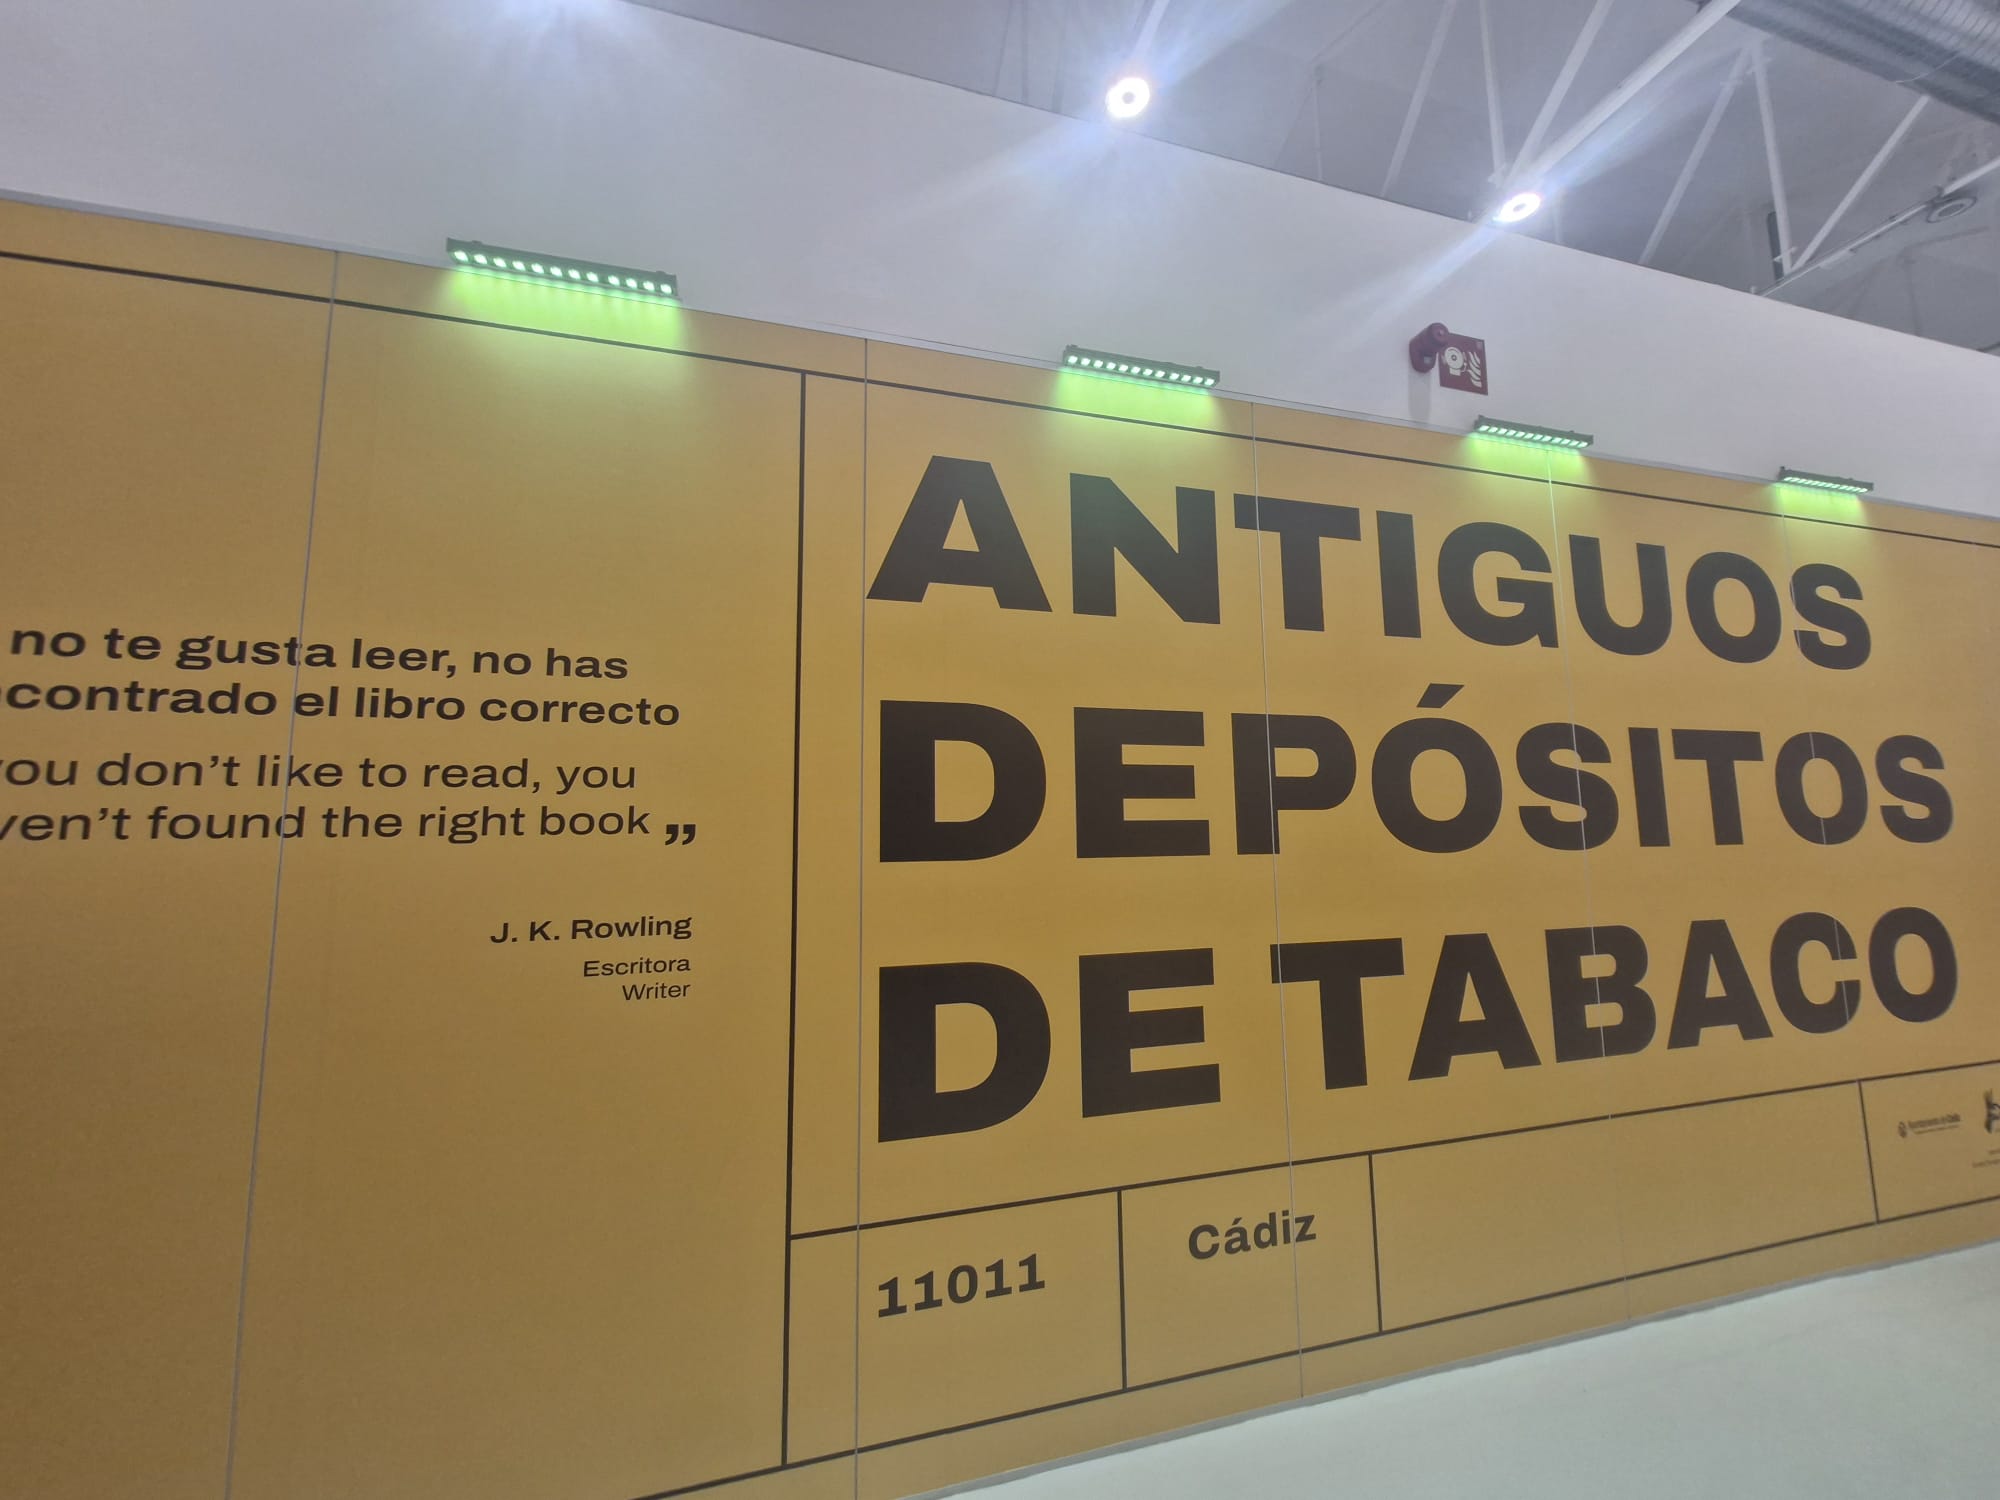 no te gusta leer, no has
contrado el libro correcto
you don't like to read, you
ven't found the right book ”
J. K. Rowling
Escritora
Writer
ANTIGUOS
DEPÓSITOS
DE TABACO
11011
Cádiz